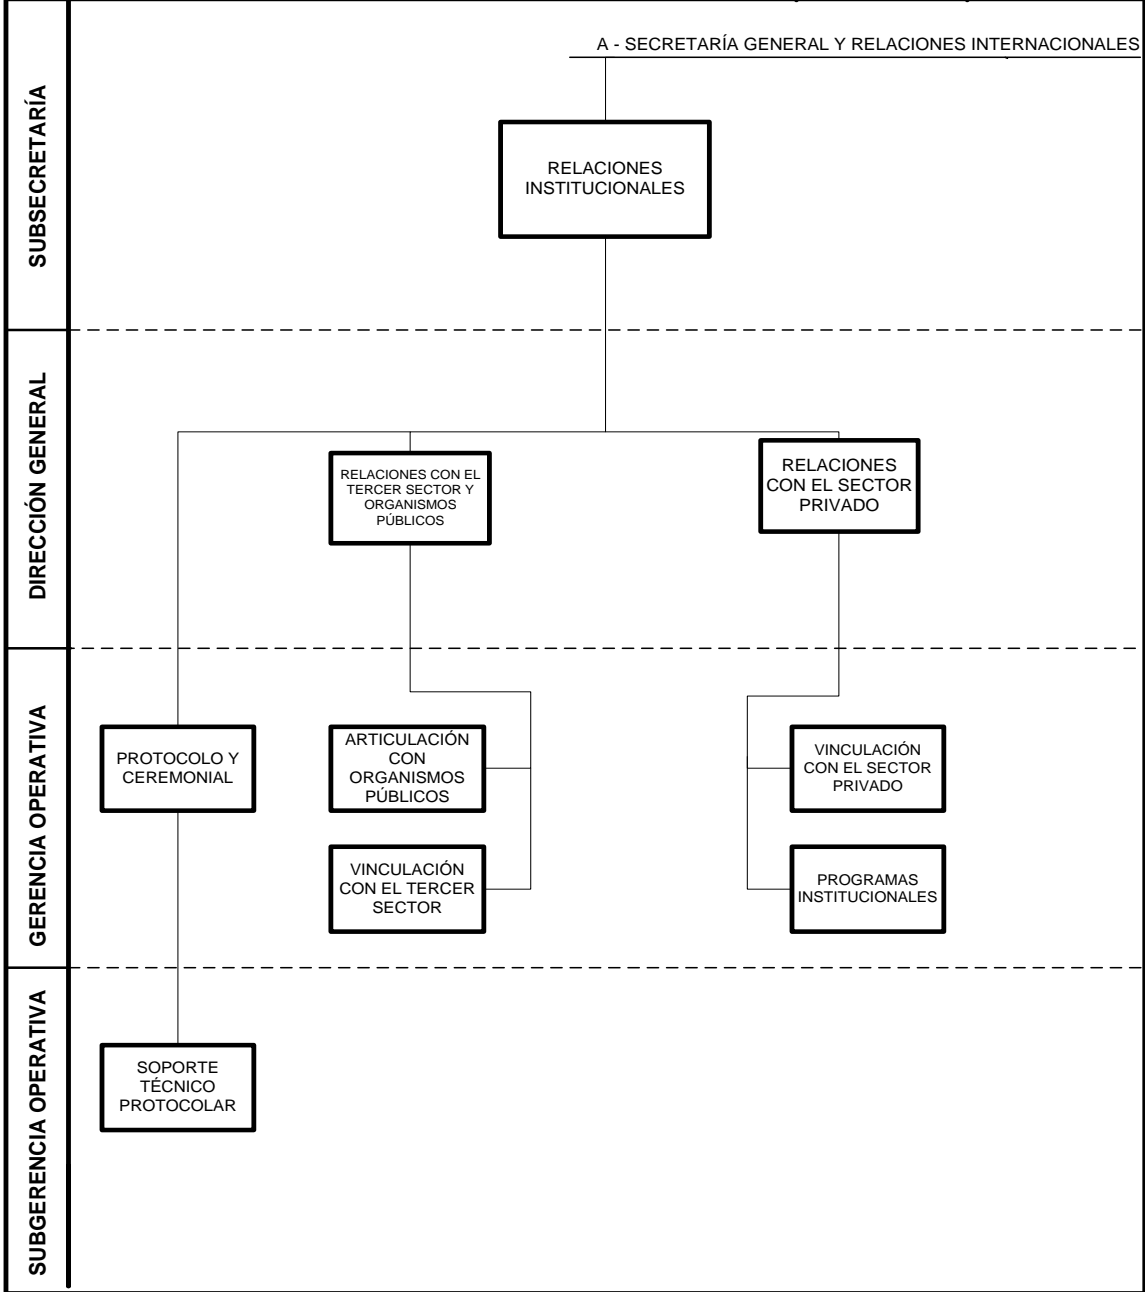 A - SECRETARÍA GENERAL Y RELACIONES INTERNACIONALES
SUBSECRETARÍA
RELACIONES
INSTITUCIONALES
DIRECCIÓN GENERAL
RELACIONES CON EL
TERCER SECTOR Y
ORGANISMOS
PÚBLICOS
RELACIONES
CON EL SECTOR
PRIVADO
GERENCIA OPERATIVA
PROTOCOLO Y
CEREMONIAL
ARTICULACIÓN
CON
ORGANISMOS
PÚBLICOS
VINCULACIÓN
CON EL SECTOR
PRIVADO
VINCULACIÓN
CON EL TERCER
SECTOR
PROGRAMAS
INSTITUCIONALES
SUBGERENCIA OPERATIVA
SOPORTE
TÉCNICO
PROTOCOLAR